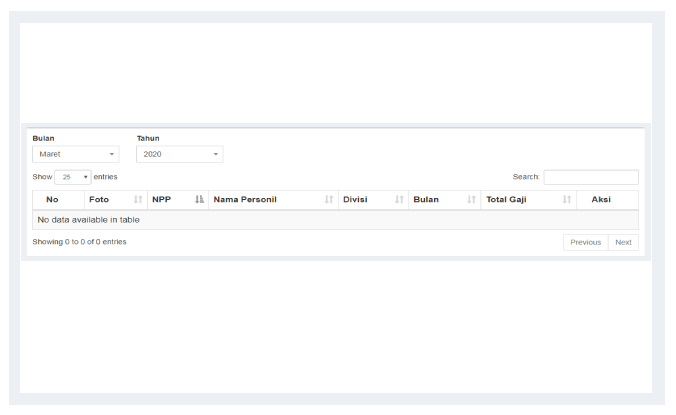 Bulan Tahun
Maret 2020
Show 25 entries Search:
No Foto NPP Nama Personil Divisi Bulan Total Gaji Aksi
No data available in table
Showing 0 to 0 of 0 entries Previous Next